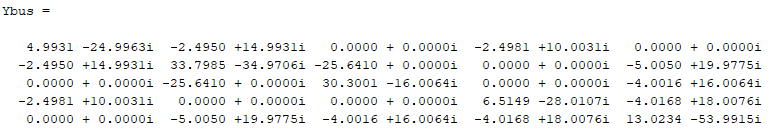 Ybus =
4.9931 -24.9963i -2.4950 +14.9931i 0.0000 + 0.0000i -2.4981 +10.0031i 0.0000 + 0.0000i
-2.4950 +14.9931i 33.7985 -34.9706i -25.6410 + 0.0000i 0.0000 + 0.0000i -5.0050 +19.9775i
0.0000 + 0.0000i -25.6410 + 0.0000i 30.3001 -16.0064i 0.0000 + 0.0000i -4.0016 +16.0064i
-2.4981 +10.0031i 0.0000 + 0.0000i 0.0000 + 0.0000i 6.5149 -28.0107i -4.0168 +18.0076i
0.0000 + 0.0000i -5.0050 +19.9775i -4.0016 +16.0064i -4.0168 +18.0076i 13.0234 -53.9915i